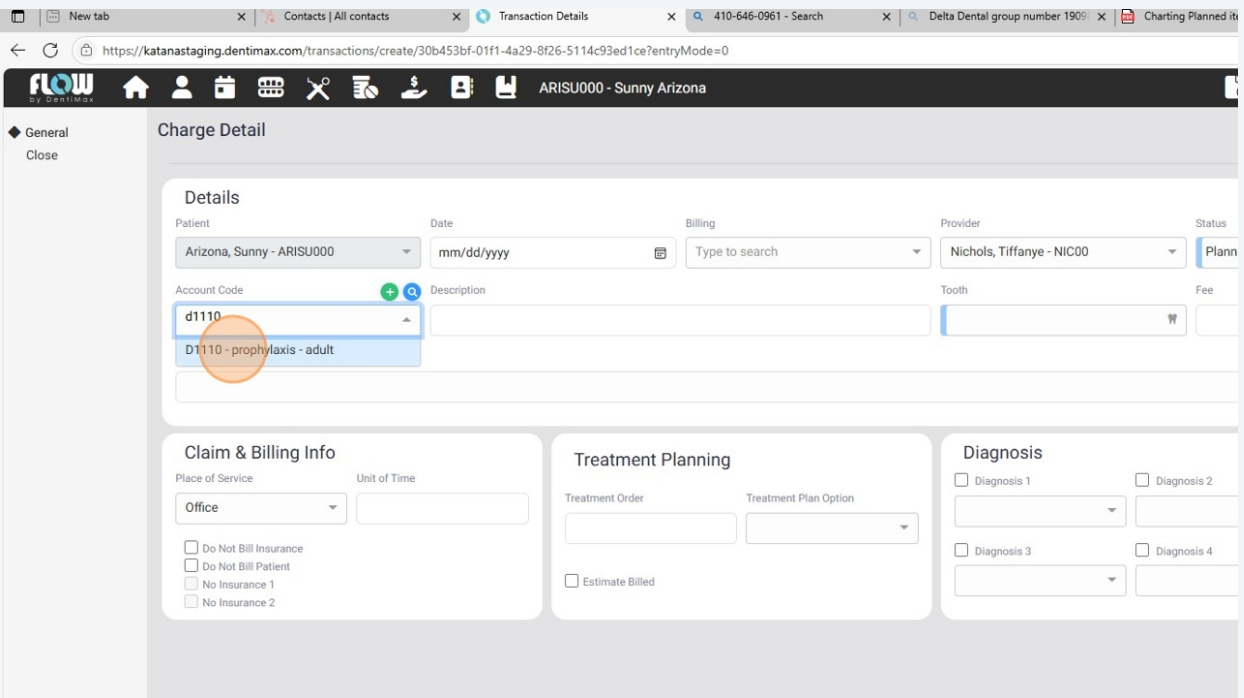 New tab
Contacts | All contacts
Transaction Details
410-646-0961 - Search
Delta Dental group number 1909
Charting Planned ite
https://katanastaging.dentimax.com/transactions/create/30b453bf-01f1-4a29-8f26-5114c93ed1ce?entryMode=0
FLOW
by DentiMax
ARISU000 - Sunny Arizona
General
Close
Charge Detail
Details
Patient Date Billing Provider Status
Arizona, Sunny - ARISU000 mm/dd/yyyy Type to search Nichols, Tiffanye - NIC00 Plann
Account Code Description Tooth Fee
d1110
D1110 - prophylaxis - adult
Claim & Billing Info
Place of Service Unit of Time
Office
Do Not Bill Insurance
Do Not Bill Patient
No Insurance 1
No Insurance 2
Treatment Planning
Treatment Order Treatment Plan Option
Estimate Billed
Diagnosis
Diagnosis 1 Diagnosis 2
Diagnosis 3 Diagnosis 4